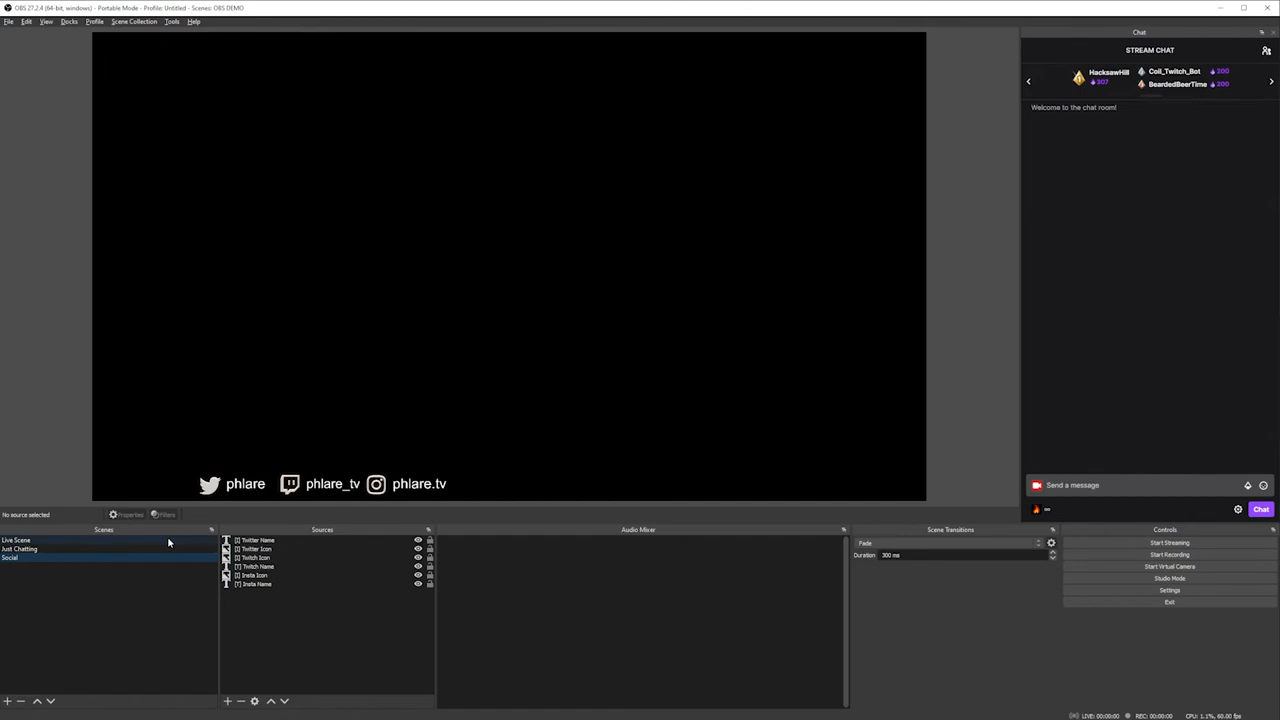 OBS 27.2.4 (64-bit, windows) - Portable Mode - Profile: Untitled - Scenes: OBS DEMO
File Edit View Docks Profile Scene Collection Tools Help
Chat
STREAM CHAT
HacksawHill
307
Coil_Twitch_Bot 200
BeardedBeerTime 200
Welcome to the chat room!
phlare phlare_tv phlare.tv
Send a message
Chat
No source selected Properties Filters
Scenes
Live Scene
Just Chatting
Social
Sources
[I] Twitter Name
[I] Twitter Icon
[I] Twitch Icon
[T] Twitch Name
[I] Insta Icon
[T] Insta Name
Audio Mixer
Scene Transitions
Fade
Duration 300 ms
Controls
Start Streaming
Start Recording
Start Virtual Camera
Studio Mode
Settings
Exit
LIVE: 00:00:00 REC: 00:00:00 CPU: 1.1%, 60.00 fps